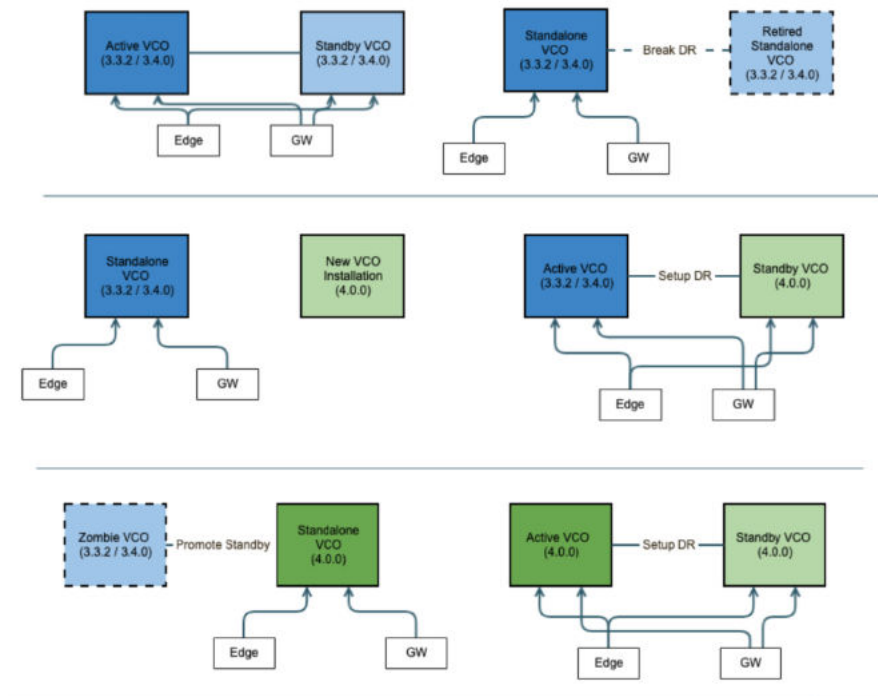 Active VCO
(3.3.2 / 3.4.0)
Standby VCO
(3.3.2 / 3.4.0)
Edge
GW
Standalone
VCO
(3.3.2 / 3.4.0)
Break DR
Retired
Standalone
VCO
(3.3.2 / 3.4.0)
Edge
GW
Standalone
VCO
(3.3.2 / 3.4.0)
New VCO
Installation
(4.0.0)
Edge
GW
Active VCO
(3.3.2 / 3.4.0)
Setup DR
Standby VCO
(4.0.0)
Edge
GW
Zombie VCO
(3.3.2 / 3.4.0)
Promote Standby
Standalone
VCO
(4.0.0)
Edge
GW
Active VCO
(4.0.0)
Setup DR
Standby VCO
(4.0.0)
Edge
GW